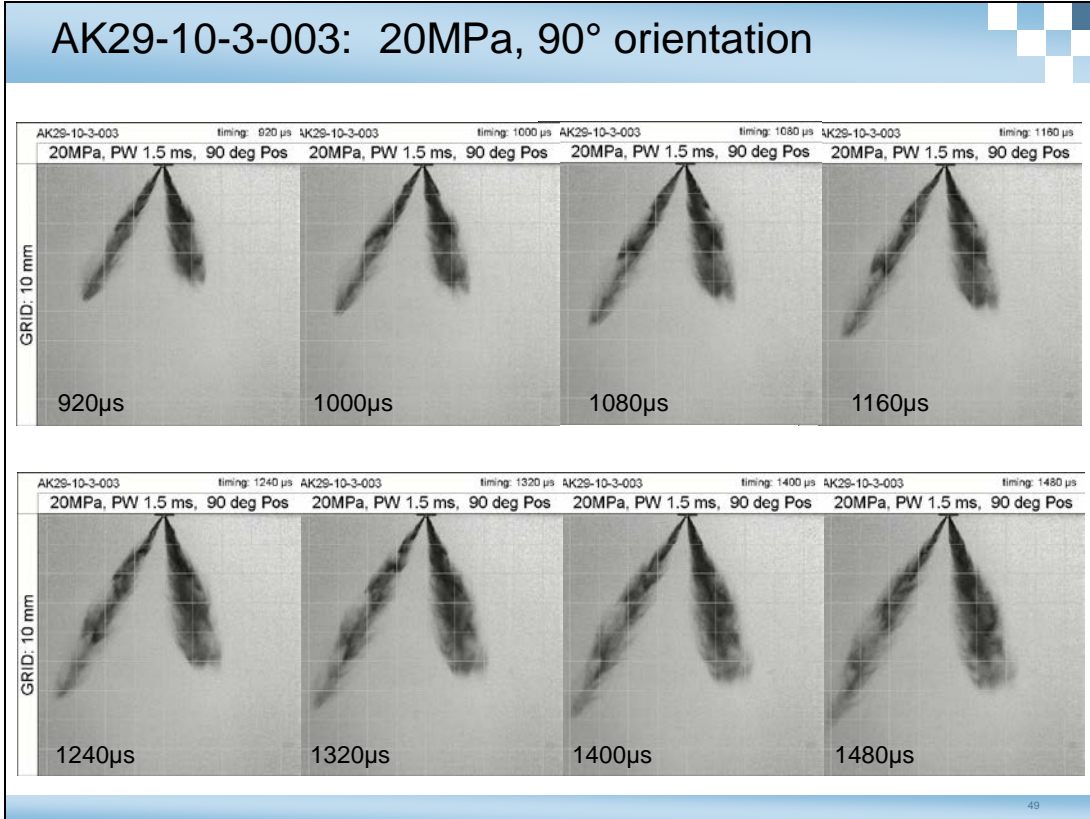 AK29-10-3-003: 20MPa, 90° orientation
AK29-10-3-003 timing: 920 µs AK29-10-3-003 timing: 1000 µs AK29-10-3-003 timing: 1080 µs AK29-10-3-003 timing: 1160 µs
20MPa, PW 1.5 ms, 90 deg Pos 20MPa, PW 1.5 ms, 90 deg Pos 20MPa, PW 1.5 ms, 90 deg Pos 20MPa, PW 1.5 ms, 90 deg Pos
GRID: 10 mm
920µs 1000µs 1080µs 1160µs
AK29-10-3-003 timing: 1240 µs AK29-10-3-003 timing: 1320 µs AK29-10-3-003 timing: 1400 µs AK29-10-3-003 timing: 1480 µs
20MPa, PW 1.5 ms, 90 deg Pos 20MPa, PW 1.5 ms, 90 deg Pos 20MPa, PW 1.5 ms, 90 deg Pos 20MPa, PW 1.5 ms, 90 deg Pos
GRID: 10 mm
1240µs 1320µs 1400µs 1480µs
49